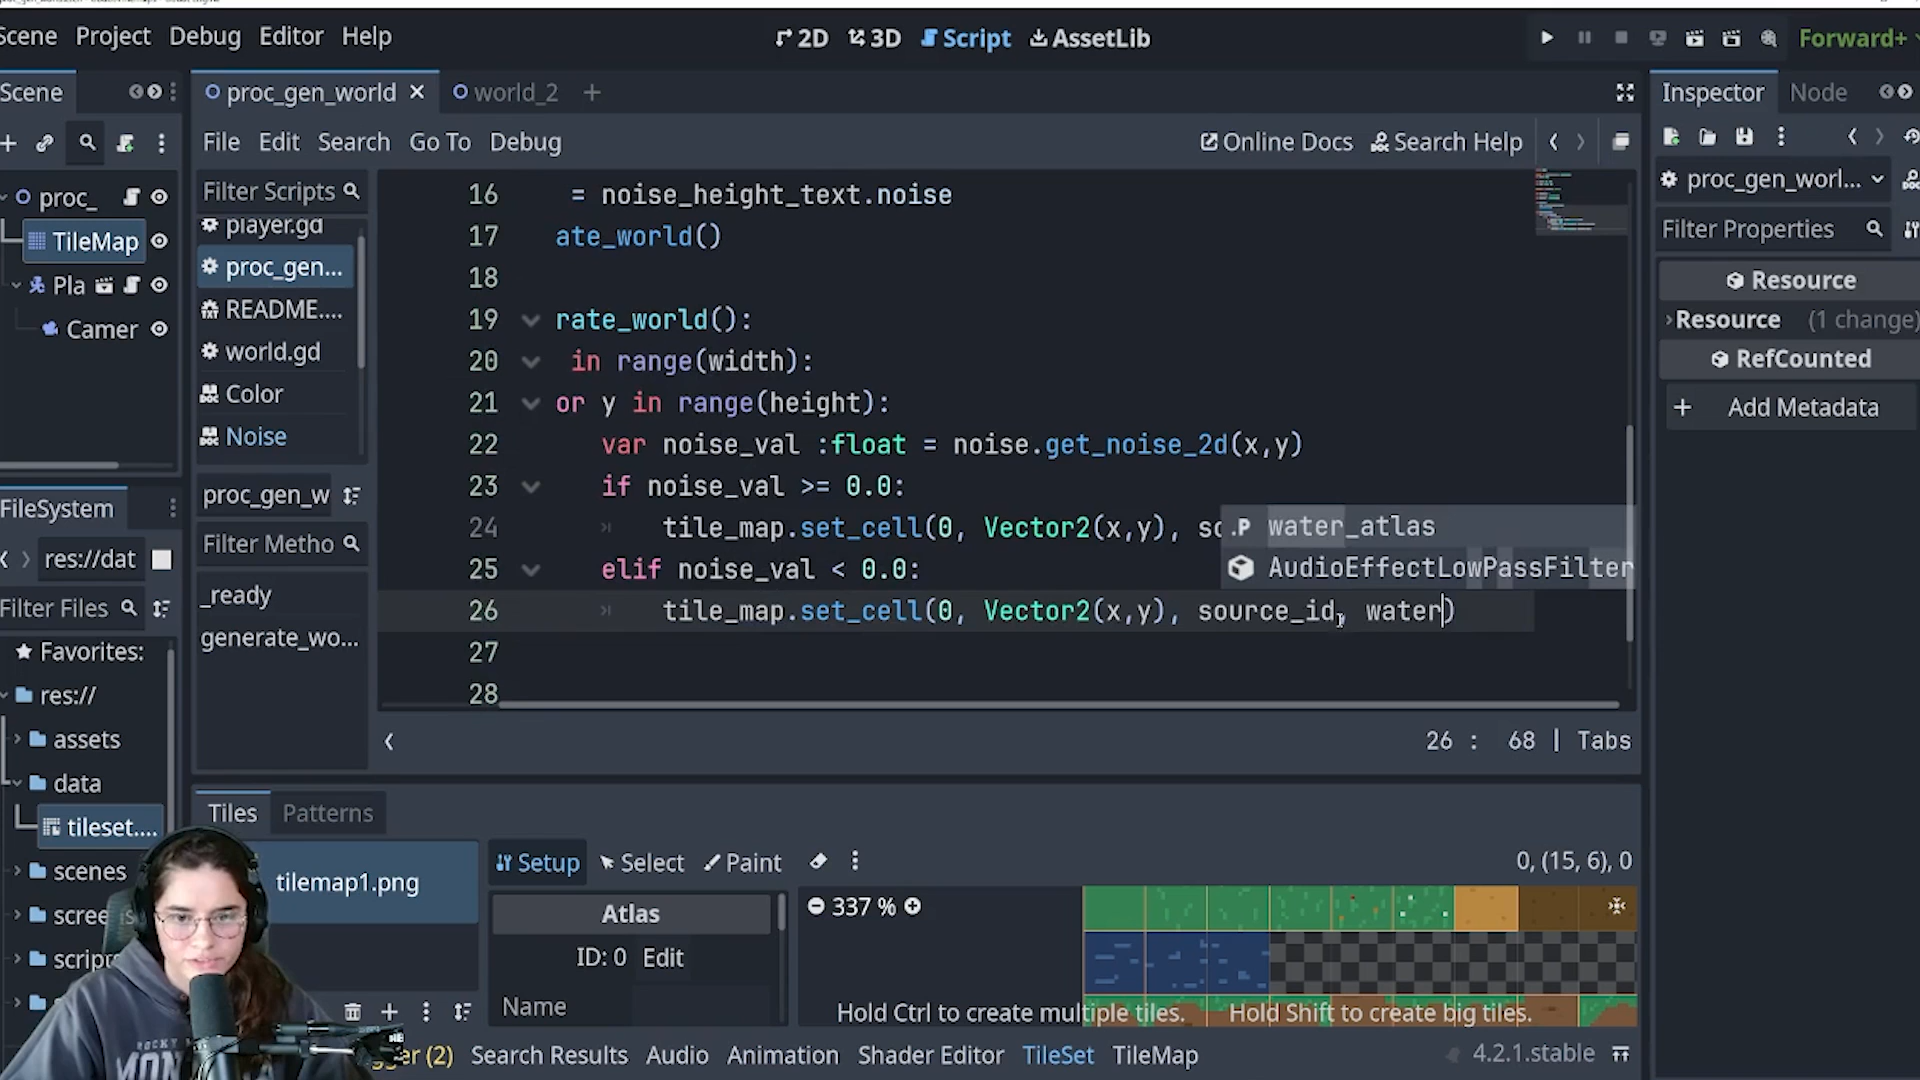 Scene Project Debug Editor Help
2D 3D Script AssetLib
Forward+
Scene
proc_gen_world
world_2
Inspector Node
File Edit Search Go To Debug
Online Docs Search Help
proc_
TileMap
Pla
Camer
Filter Scripts
player.gd
proc_gen...
README....
world.gd
Color
Noise
proc_gen_w
Filter Metho
_ready
generate_wo...
16 = noise_height_text.noise
17 ate_world()
18
19 rate_world():
20 in range(width):
21 or y in range(height):
22 var noise_val :float = noise.get_noise_2d(x,y)
23 if noise_val >= 0.0:
24 tile_map.set_cell(0, Vector2(x,y), so
25 elif noise_val < 0.0:
26 tile_map.set_cell(0, Vector2(x,y), source_id, water)
27
28
water_atlas
AudioEffectLowPassFilter
26 : 68 | Tabs
proc_gen_worl...
Filter Properties
Resource
Resource (1 change)
RefCounted
Add Metadata
FileSystem
res://dat
Filter Files
Favorites:
res://
assets
data
tileset....
scenes
scree
Tiles Patterns
tilemap1.png
Setup Select Paint
0, (15, 6), 0
Atlas
ID: 0 Edit
Name
337 %
Hold Ctrl to create multiple tiles. Hold Shift to create big tiles.
(2) Search Results Audio Animation Shader Editor TileSet TileMap
4.2.1.stable